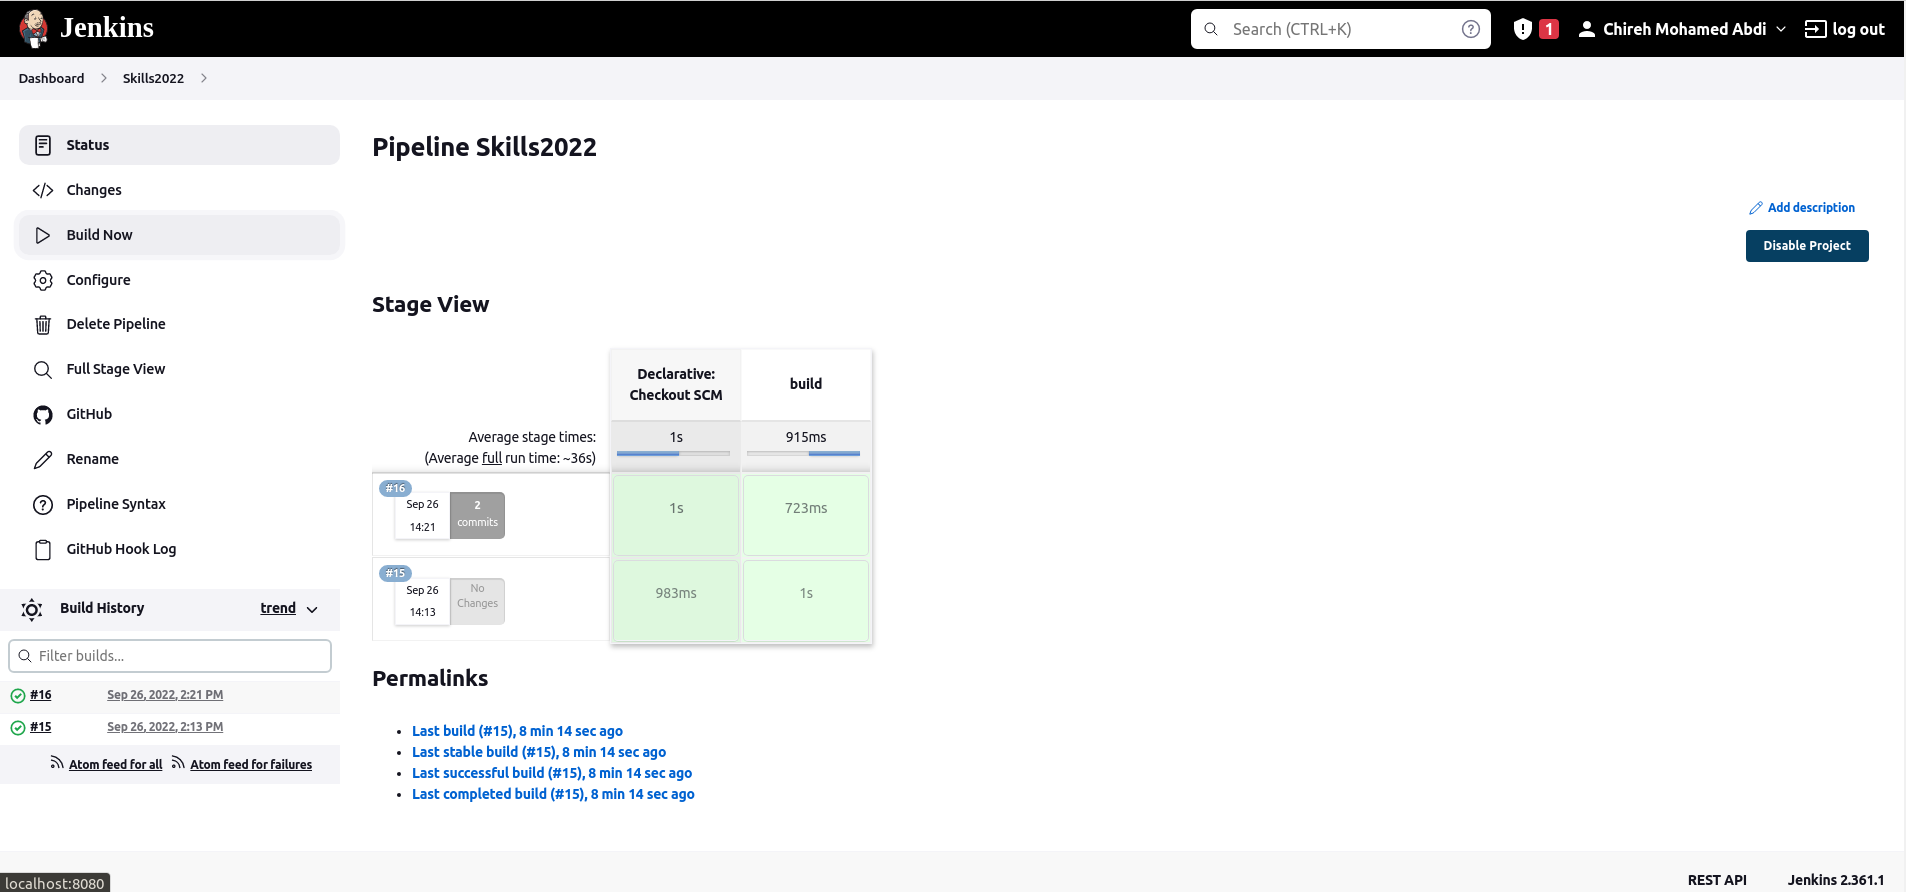 Jenkins
Search (CTRL+K)
1
Chireh Mohamed Abdi
log out
Dashboard
Skills2022
Status
Changes
Build Now
Configure
Delete Pipeline
Full Stage View
GitHub
Rename
Pipeline Syntax
GitHub Hook Log
Build History
trend
Filter builds...
#16 Sep 26, 2022, 2:21 PM
#15 Sep 26, 2022, 2:13 PM
Atom feed for all Atom feed for failures
Pipeline Skills2022
Add description
Disable Project
Stage View
Declarative:
Checkout SCM
build
Average stage times:
(Average full run time: ~36s)
1s
915ms
#16
Sep 26
14:21
2
commits
1s
723ms
#15
Sep 26
14:13
No
Changes
983ms
1s
Permalinks
Last build (#15), 8 min 14 sec ago
Last stable build (#15), 8 min 14 sec ago
Last successful build (#15), 8 min 14 sec ago
Last completed build (#15), 8 min 14 sec ago
localhost:8080
REST API
Jenkins 2.361.1